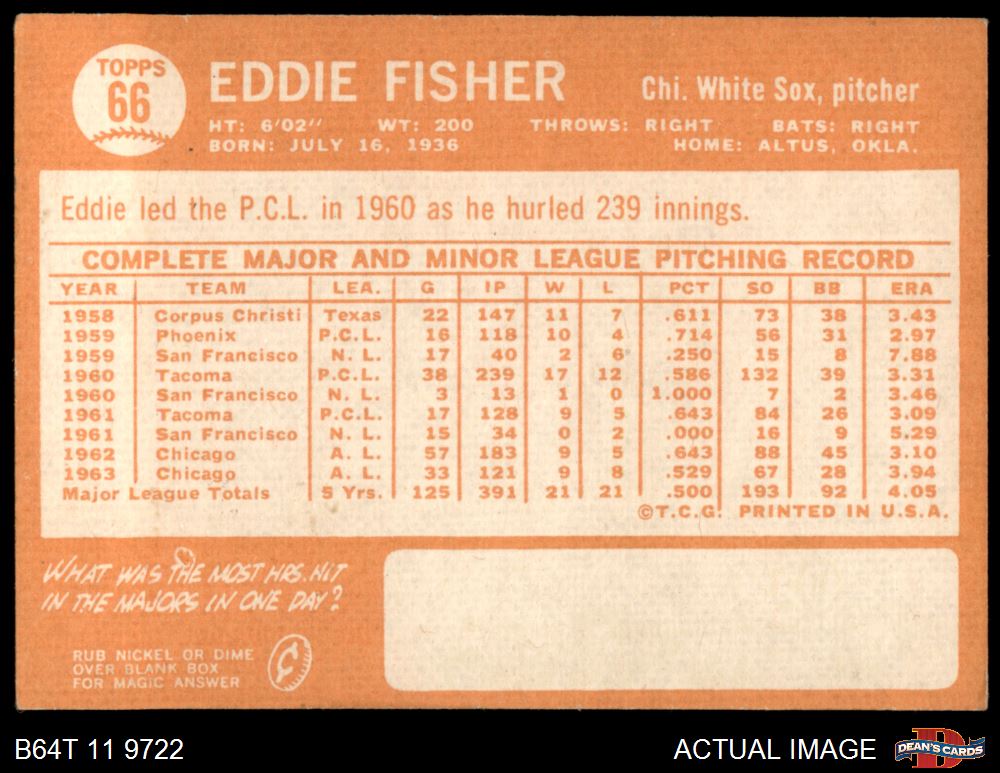 TOPPS
66
EDDIE FISHER
Chi. White Sox, pitcher
HT: 6'02" WT: 200 THROWS: RIGHT BATS: RIGHT
BORN: JULY 16, 1936 HOME: ALTUS, OKLA.
Eddie led the P.C.L. in 1960 as he hurled 239 innings.
COMPLETE MAJOR AND MINOR LEAGUE PITCHING RECORD
YEAR TEAM LEA. G IP W L PCT SO BB ERA
1958 Corpus Christi Texas 22 147 11 7 .611 73 38 3.43
1959 Phoenix P.C.L. 16 118 10 4 .714 56 31 2.97
1959 San Francisco N. L. 17 40 2 6 .250 15 8 7.88
1960 Tacoma P.C.L. 38 239 17 12 .586 132 39 3.31
1960 San Francisco N. L. 3 13 1 0 1.000 7 2 3.46
1961 Tacoma P.C.L. 17 128 9 5 .643 84 26 3.09
1961 San Francisco N. L. 15 34 0 2 .000 16 9 5.29
1962 Chicago A. L. 57 183 9 5 .643 88 45 3.10
1963 Chicago A. L. 33 121 9 8 .529 67 28 3.94
Major League Totals 5 Yrs. 125 391 21 21 .500 193 92 4.05
©T.C.G. PRINTED IN U.S.A.
WHAT WAS THE MOST HRS. HIT
IN THE MAJORS IN ONE DAY?
RUB NICKEL OR DIME
OVER BLANK BOX
FOR MAGIC ANSWER
B64T 11 9722
ACTUAL IMAGE
D
DEAN'S CARDS